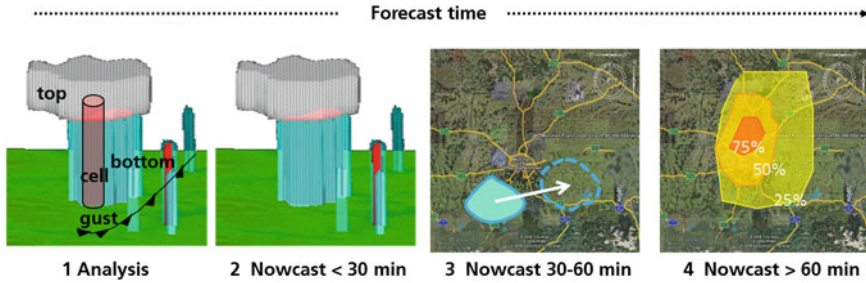 Forecast time
top
bottom
cell
gust
75%
50%
25%
1 Analysis
2 Nowcast < 30 min
3 Nowcast 30-60 min
4 Nowcast > 60 min